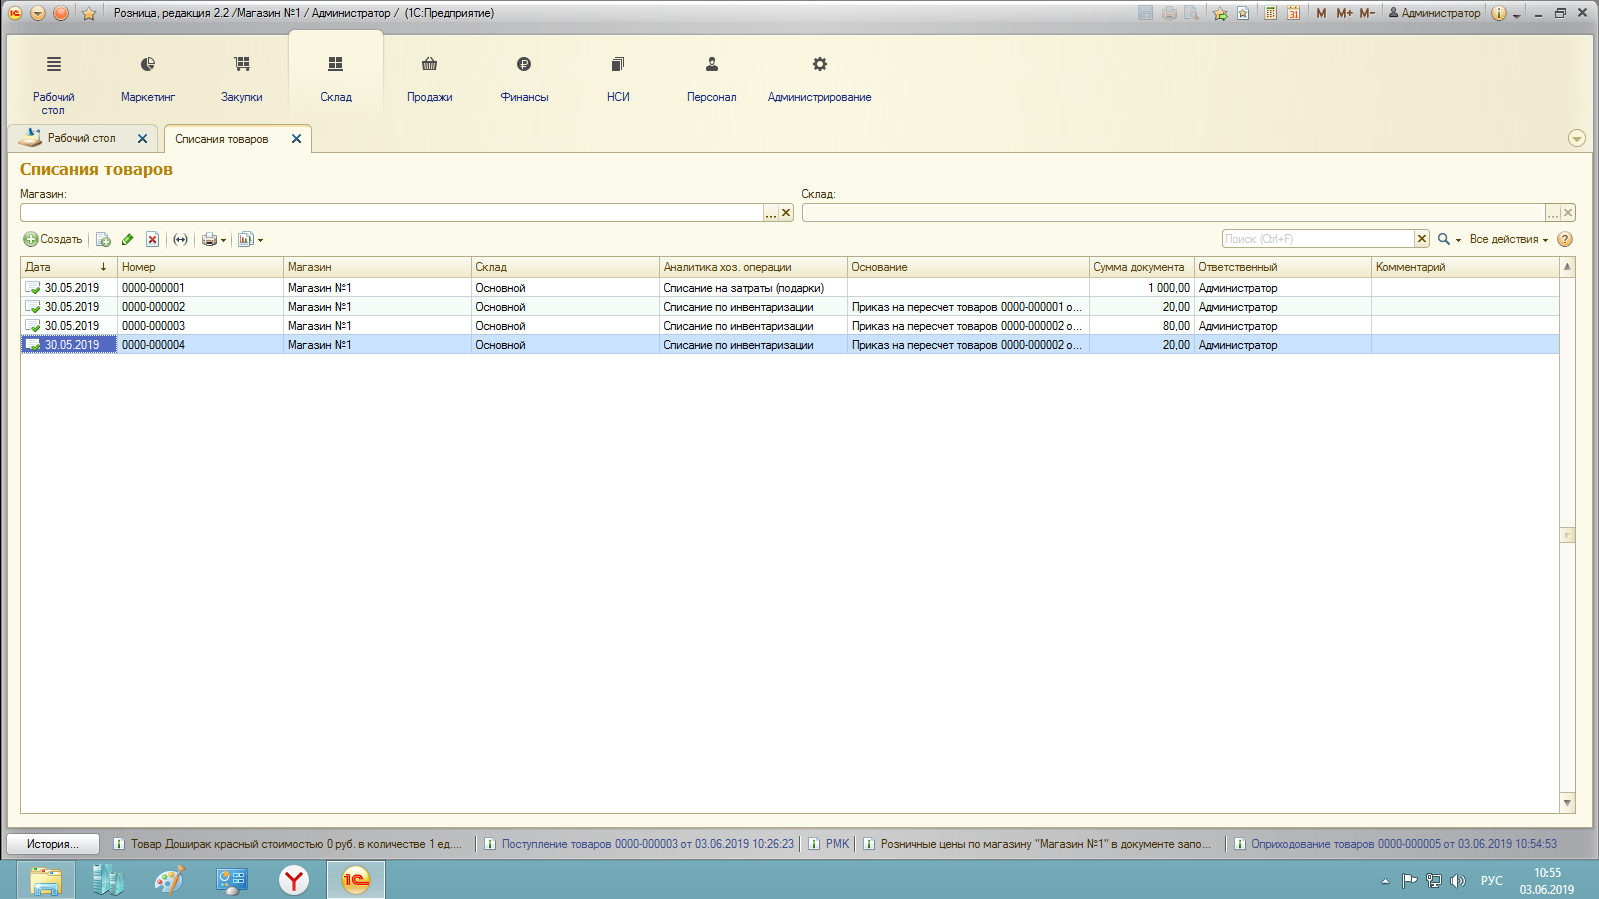 Розница, редакция 2.2 /Магазин №1 / Администратор / (1С:Предприятие)
31 M M+ M- Администратор
Рабочий стол
Маркетинг
Закупки
Склад
Продажи
Финансы
НСИ
Персонал
Администрирование
Рабочий стол
Списания товаров
Списания товаров
Магазин:
Склад:
Создать
Поиск (Ctrl+F)
Все действия
Дата Номер Магазин Склад Аналитика хоз. операции Основание Сумма документа Ответственный Комментарий
30.05.2019 0000-000001 Магазин №1 Основной Списание на затраты (подарки) 1 000,00 Администратор
30.05.2019 0000-000002 Магазин №1 Основной Списание по инвентаризации Приказ на пересчет товаров 0000-000001 о... 20,00 Администратор
30.05.2019 0000-000003 Магазин №1 Основной Списание по инвентаризации Приказ на пересчет товаров 0000-000002 о... 80,00 Администратор
30.05.2019 0000-000004 Магазин №1 Основной Списание по инвентаризации Приказ на пересчет товаров 0000-000002 о... 20,00 Администратор
История... Товар Доширак красный стоимостью 0 руб. в количестве 1 ед.... Поступление товаров 0000-000003 от 03.06.2019 10:26:23 РМК Розничные цены по магазину "Магазин №1" в документе запо... Оприходование товаров 0000-000005 от 03.06.2019 10:54:53
РУС
10:55
03.06.2019